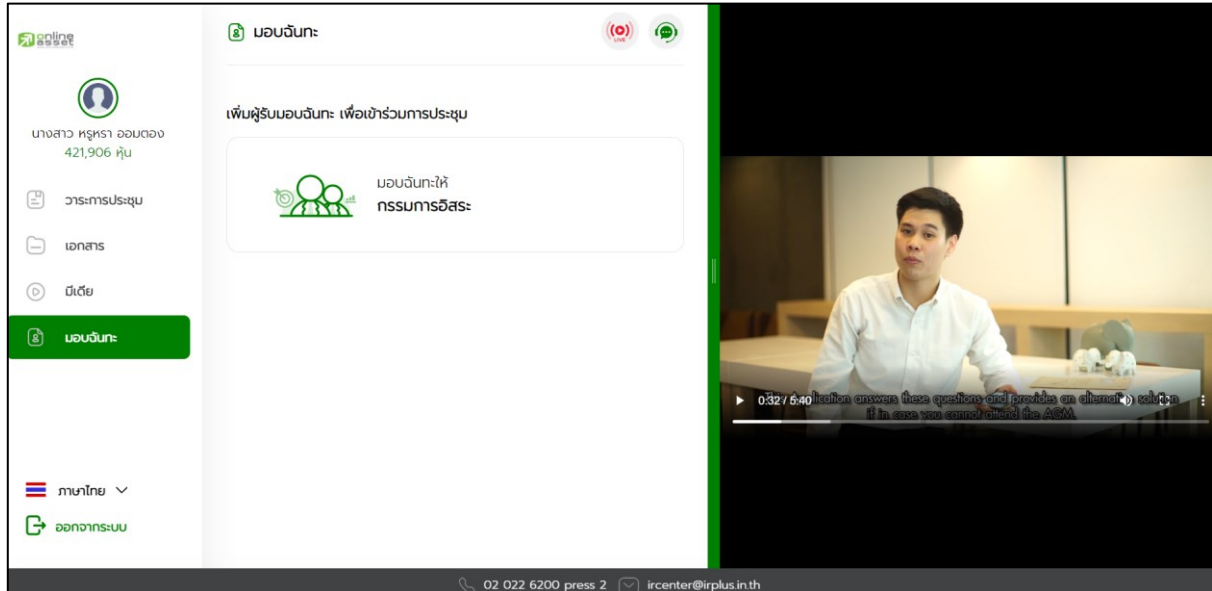 online
asset
นางสาว หรูหรา ออมตอง
421,906 หุ้น
วาระการประชุม
เอกสาร
มีเดีย
มอบฉันทะ
ภาษาไทย
ออกจากระบบ
มอบฉันทะ
LIVE
เพิ่มผู้รับมอบฉันทะ เพื่อเข้าร่วมการประชุม
มอบฉันทะให้
กรรมการอิสระ
0:32 / 5:40
answers these questions and provides an alternative solution
if in case you cannot attend the AGM.
02 022 6200 press 2 ircenter@irplus.in.th